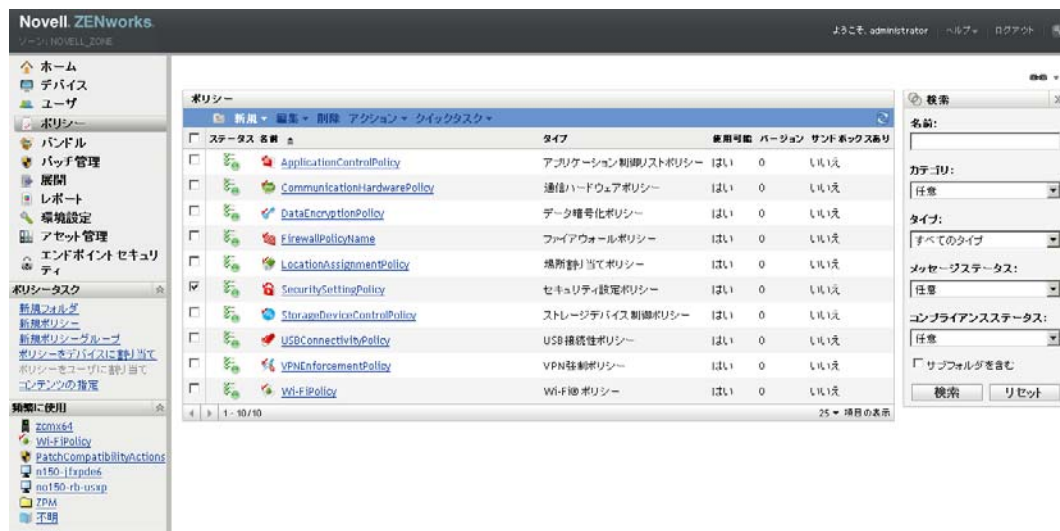 Novell. ZENworks.
ゾーン: NOVELL_ZONE
ようこそ, administrator
ヘルプ
ログアウト
ホーム
デバイス
ユーザ
ポリシー
バンドル
パッチ管理
展開
レポート
環境設定
アセット管理
エンドポイントセキュリ
ティ
ポリシータスク
新規フォルダ
新規ポリシー
新規ポリシーグループ
ポリシーをデバイスに割り当て
ポリシーをユーザに割り当て
コンテンツの指定
頻繁に使用
zcmx64
Wi-FiPolicy
PatchCompatibilityActions
n150-jfxpde6
no150-rb-usxp
ZPM
不明
ポリシー
新規 編集 削除 アクション クイックタスク
ステータス 名前 タイプ 使用可能 バージョン サンドボックスあり
ApplicationControlPolicy アプリケーション制御リストポリシー はい 0 いいえ
CommunicationHardwarePolicy 通信ハードウェアポリシー はい 0 いいえ
DataEncryptionPolicy データ暗号化ポリシー はい 0 いいえ
FirewallPolicyName ファイアウォールポリシー はい 0 いいえ
LocationAssignmentPolicy 場所割り当てポリシー はい 0 いいえ
SecuritySettingPolicy セキュリティ設定ポリシー はい 0 いいえ
StorageDeviceControlPolicy ストレージデバイス制御ポリシー はい 0 いいえ
USBConnectivityPolicy USB接続性ポリシー はい 0 いいえ
VPNEnforcementPolicy VPN強制ポリシー はい 0 いいえ
Wi-FiPolicy Wi-Fi® ポリシー はい 0 いいえ
1 - 10/10
25 項目の表示
検索
名前:
カテゴリ:
任意
タイプ:
すべてのタイプ
メッセージステータス:
任意
コンプライアンスステータス:
任意
サブフォルダを含む
検索 リセット